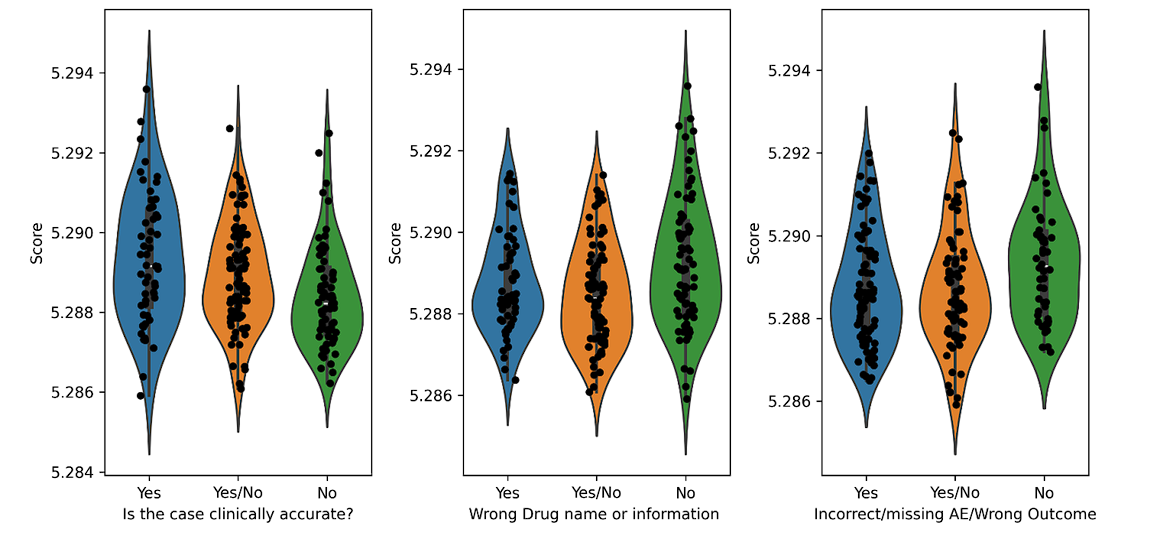 Score
5.294
5.292
5.290
5.288
5.286
5.284
Yes
Yes/No
No
Is the case clinically accurate?
Score
5.294
5.292
5.290
5.288
5.286
Yes
Yes/No
No
Wrong Drug name or information
Score
5.294
5.292
5.290
5.288
5.286
Yes
Yes/No
No
Incorrect/missing AE/Wrong Outcome